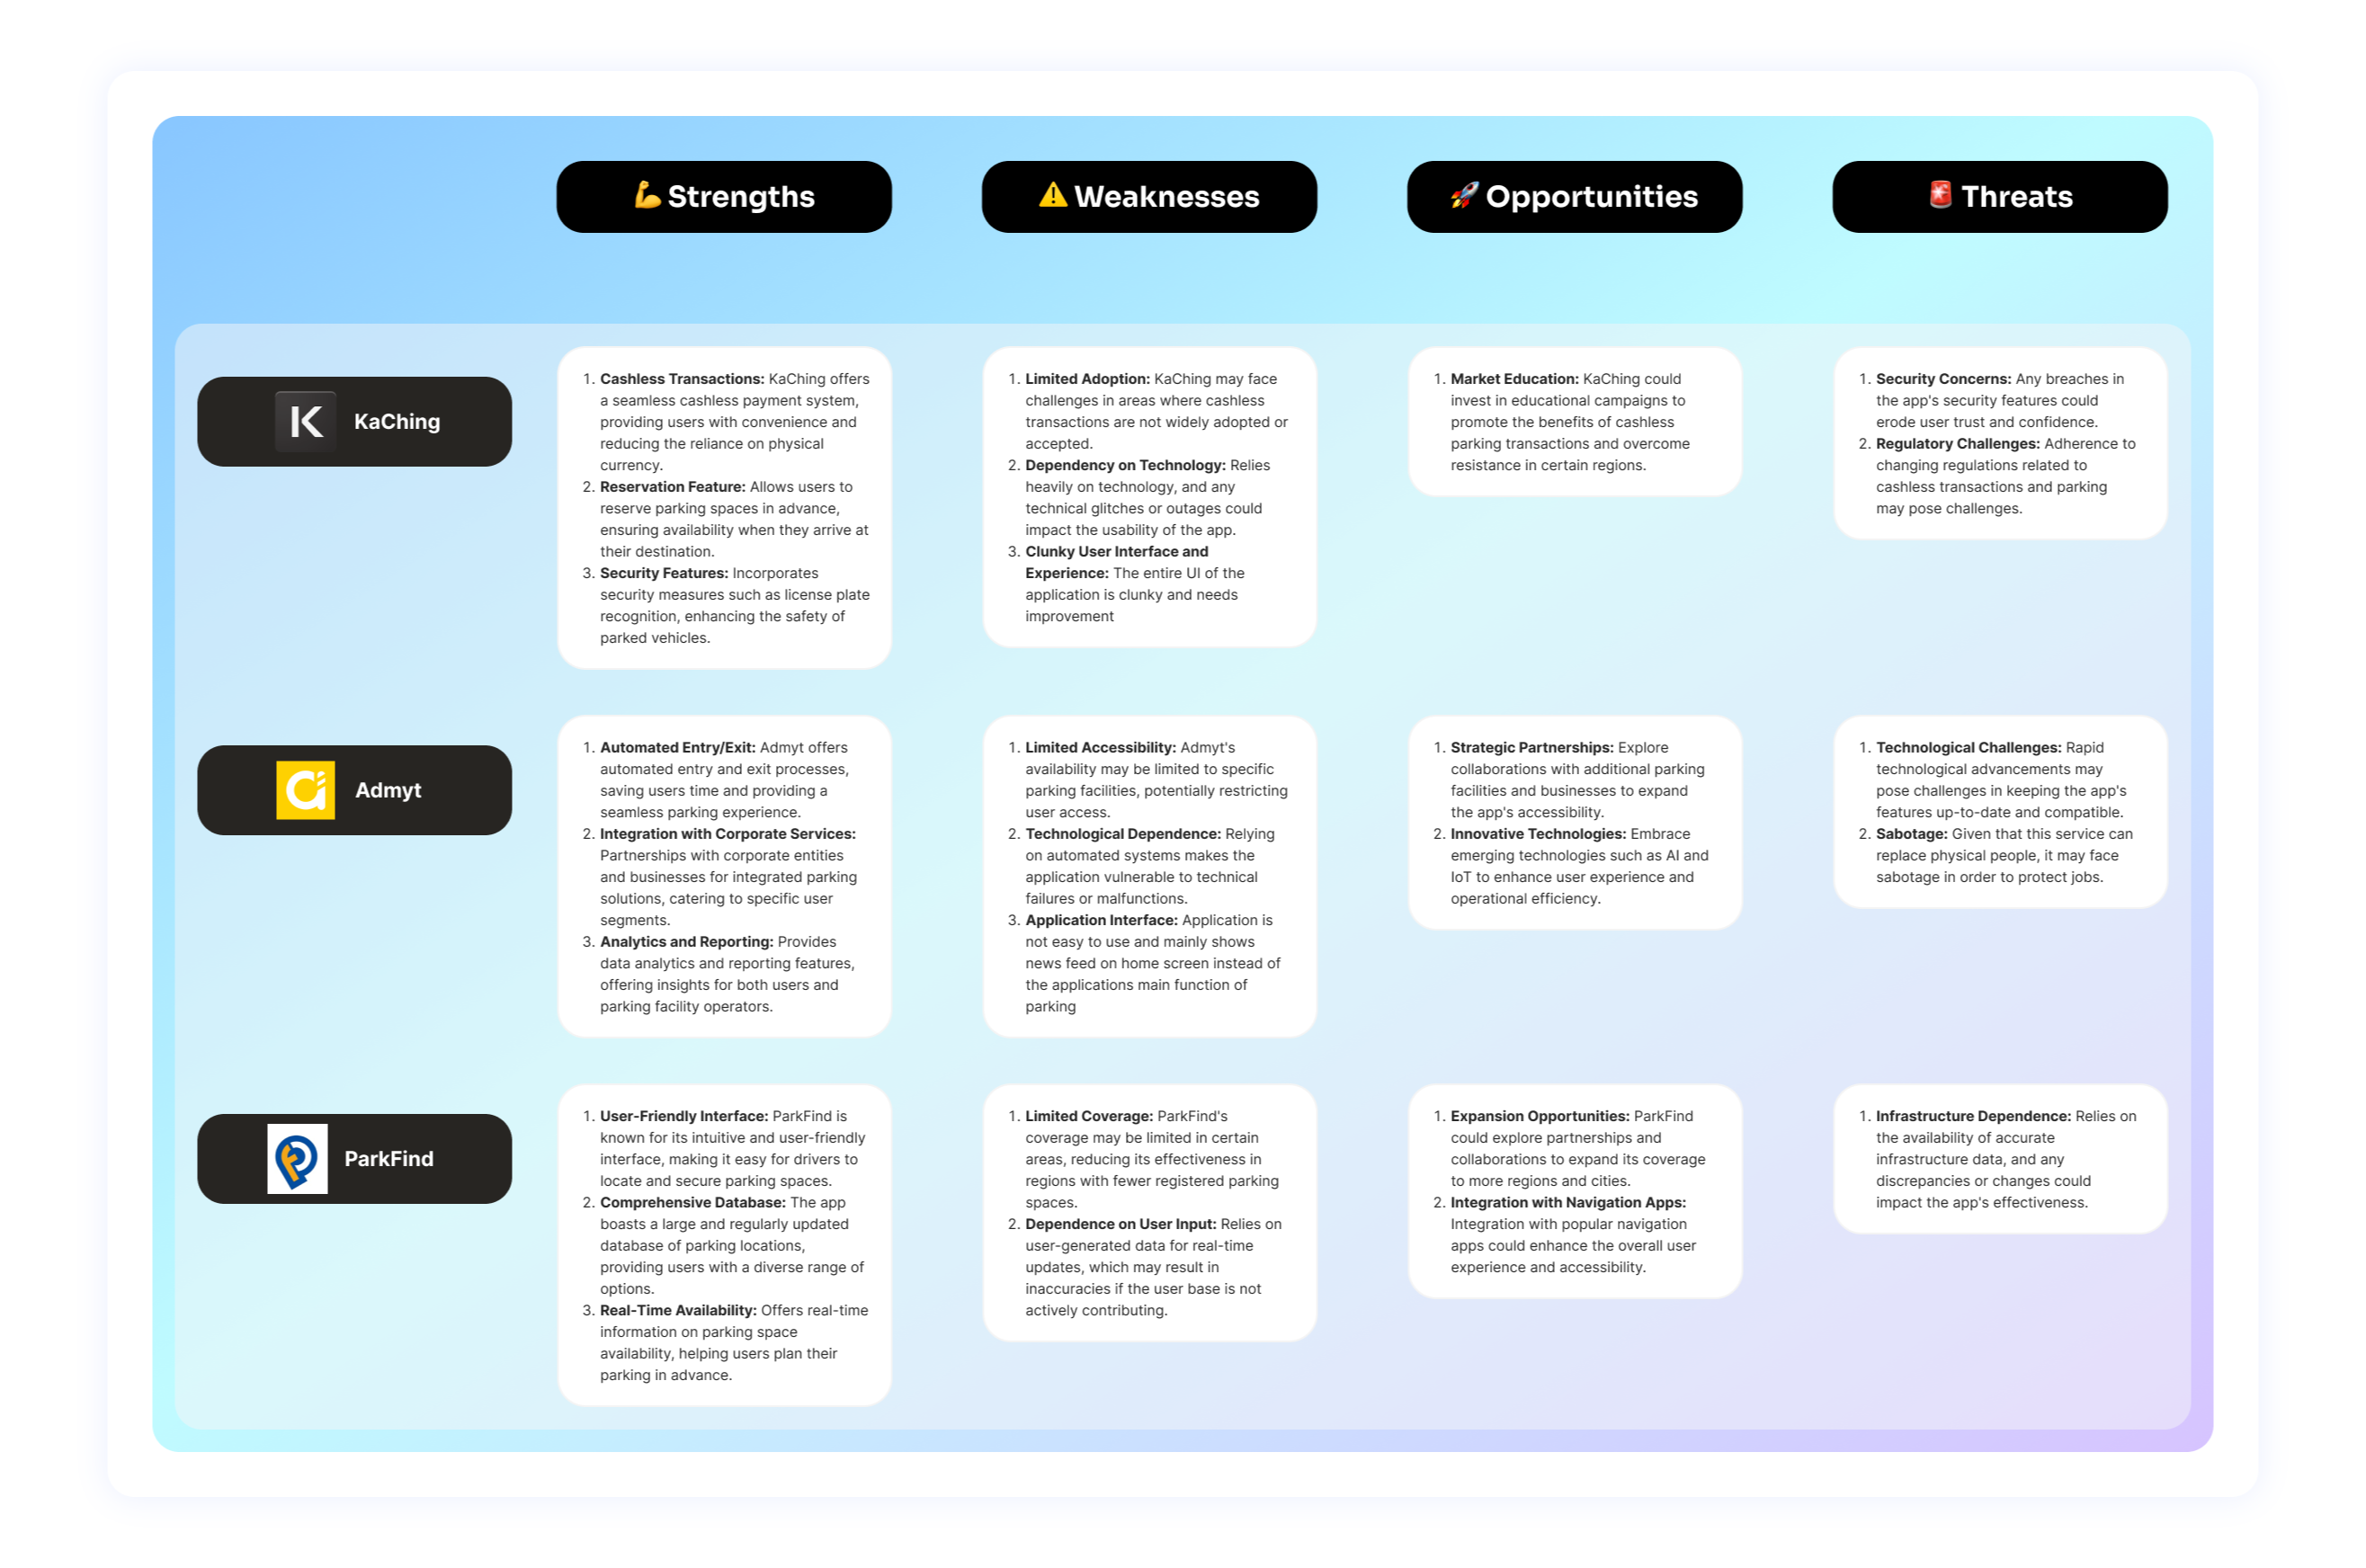 💪 Strengths
⚠️ Weaknesses
🚀 Opportunities
🚨 Threats
KaChing
1. Cashless Transactions: KaChing offers
a seamless cashless payment system,
providing users with convenience and
reducing the reliance on physical
currency.
2. Reservation Feature: Allows users to
reserve parking spaces in advance,
ensuring availability when they arrive at
their destination.
3. Security Features: Incorporates
security measures such as license plate
recognition, enhancing the safety of
parked vehicles.
1. Limited Adoption: KaChing may face
challenges in areas where cashless
transactions are not widely adopted or
accepted.
2. Dependency on Technology: Relies
heavily on technology, and any
technical glitches or outages could
impact the usability of the app.
3. Clunky User Interface and
Experience: The entire UI of the
application is clunky and needs
improvement
1. Market Education: KaChing could
invest in educational campaigns to
promote the benefits of cashless
parking transactions and overcome
resistance in certain regions.
1. Security Concerns: Any breaches in
the app's security features could
erode user trust and confidence.
2. Regulatory Challenges: Adherence to
changing regulations related to
cashless transactions and parking
may pose challenges.
Admyt
1. Automated Entry/Exit: Admyt offers
automated entry and exit processes,
saving users time and providing a
seamless parking experience.
2. Integration with Corporate Services:
Partnerships with corporate entities
and businesses for integrated parking
solutions, catering to specific user
segments.
3. Analytics and Reporting: Provides
data analytics and reporting features,
offering insights for both users and
parking facility operators.
1. Limited Accessibility: Admyt's
availability may be limited to specific
parking facilities, potentially restricting
user access.
2. Technological Dependence: Relying
on automated systems makes the
application vulnerable to technical
failures or malfunctions.
3. Application Interface: Application is
not easy to use and mainly shows
news feed on home screen instead of
the applications main function of
parking
1. Strategic Partnerships: Explore
collaborations with additional parking
facilities and businesses to expand
the app's accessibility.
2. Innovative Technologies: Embrace
emerging technologies such as AI and
IoT to enhance user experience and
operational efficiency.
1. Technological Challenges: Rapid
technological advancements may
pose challenges in keeping the app's
features up-to-date and compatible.
2. Sabotage: Given that this service can
replace physical people, it may face
sabotage in order to protect jobs.
ParkFind
1. User-Friendly Interface: ParkFind is
known for its intuitive and user-friendly
interface, making it easy for drivers to
locate and secure parking spaces.
2. Comprehensive Database: The app
boasts a large and regularly updated
database of parking locations,
providing users with a diverse range of
options.
3. Real-Time Availability: Offers real-time
information on parking space
availability, helping users plan their
parking in advance.
1. Limited Coverage: ParkFind's
coverage may be limited in certain
areas, reducing its effectiveness in
regions with fewer registered parking
spaces.
2. Dependence on User Input: Relies on
user-generated data for real-time
updates, which may result in
inaccuracies if the user base is not
actively contributing.
1. Expansion Opportunities: ParkFind
could explore partnerships and
collaborations to expand its coverage
to more regions and cities.
2. Integration with Navigation Apps:
Integration with popular navigation
apps could enhance the overall user
experience and accessibility.
1. Infrastructure Dependence: Relies on
the availability of accurate
infrastructure data, and any
discrepancies or changes could
impact the app's effectiveness.